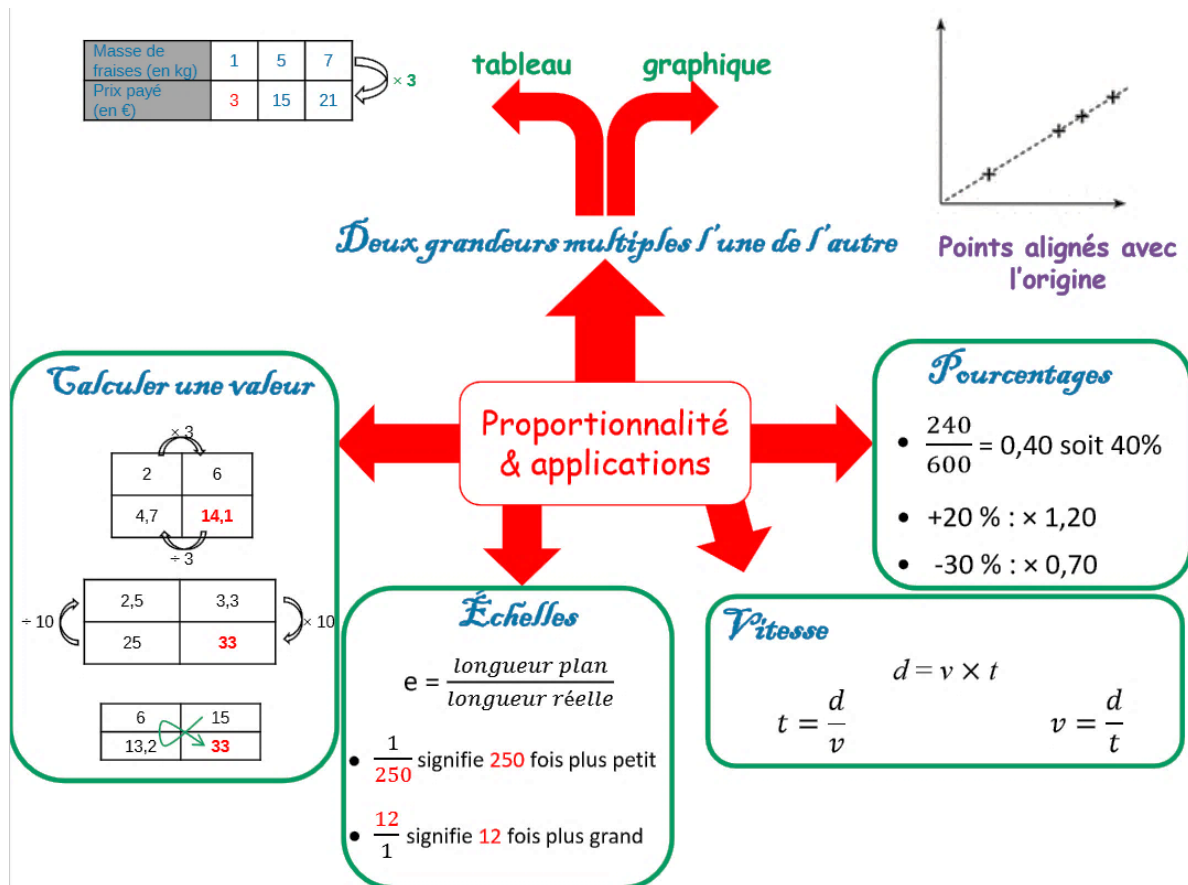 Masse de
fraises (en kg) 1 5 7
× 3
Prix payé
(en €) 3 15 21
tableau
graphique
Deux grandeurs multiples l'une de l'autre
Points alignés avec
l'origine
Calculer une valeur
× 3
2 6
4,7 14,1
÷ 3
2,5 3,3
÷ 10
× 10
25 33
6 15
13,2 33
Proportionnalité
& applications
Pourcentages
• 240/600 = 0,40 soit 40%
• +20 % : × 1,20
• -30 % : × 0,70
Échelles
e = longueur plan/longueur réelle
• 1/250 signifie 250 fois plus petit
• 12/1 signifie 12 fois plus grand
Vitesse
d = v × t
t = d/v
v = d/t